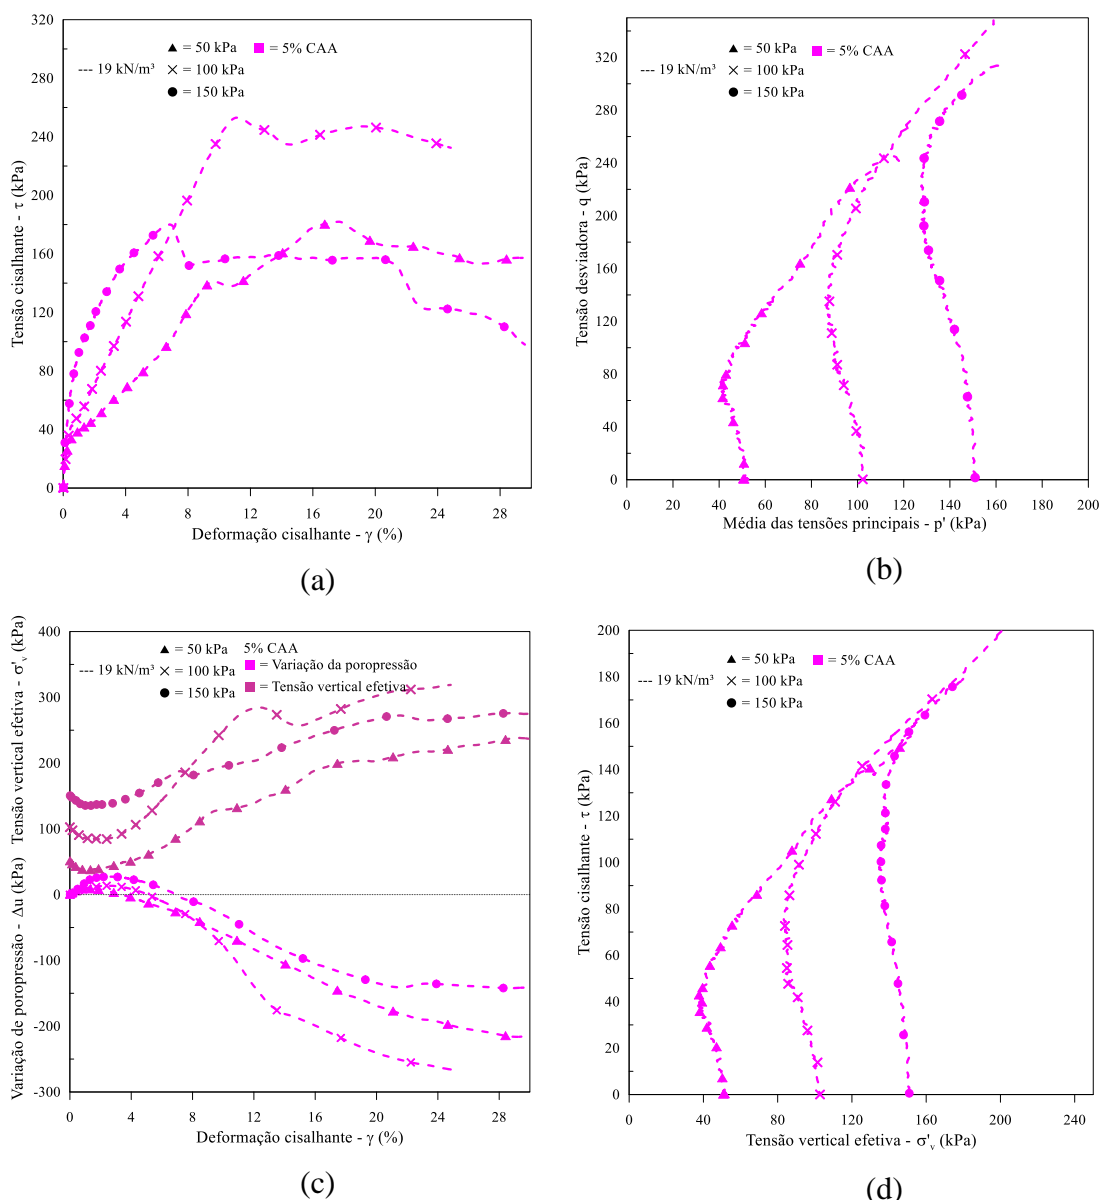 320
280
240
200
160
120
80
40
0
Tensão cisalhante - τ (kPa)
= 50 kPa
= 5% CAA
--- 19 kN/m³
= 100 kPa
= 150 kPa
0 4 8 12 16 20 24 28
Deformação cisalhante - γ (%)
(a)
320
280
240
200
160
120
80
40
0
Tensão desviadora - q (kPa)
= 50 kPa
= 5% CAA
--- 19 kN/m³
= 100 kPa
= 150 kPa
0 20 40 60 80 100 120 140 160 180 200
Média das tensões principais - p' (kPa)
(b)
400
300
200
100
0
-100
-200
-300
Variação de poropressão - Δu (kPa) Tensão vertical efetiva - σ'v (kPa)
= 50 kPa 5% CAA
--- 19 kN/m³
= 100 kPa
= Variação da poropressão
= 150 kPa
= Tensão vertical efetiva
0 4 8 12 16 20 24 28
Deformação cisalhante - γ (%)
(c)
200
180
160
140
120
100
80
60
40
20
0
Tensão cisalhante - τ (kPa)
= 50 kPa
= 5% CAA
--- 19 kN/m³
= 100 kPa
= 150 kPa
0 40 80 120 160 200 240
Tensão vertical efetiva - σ'v (kPa)
(d)